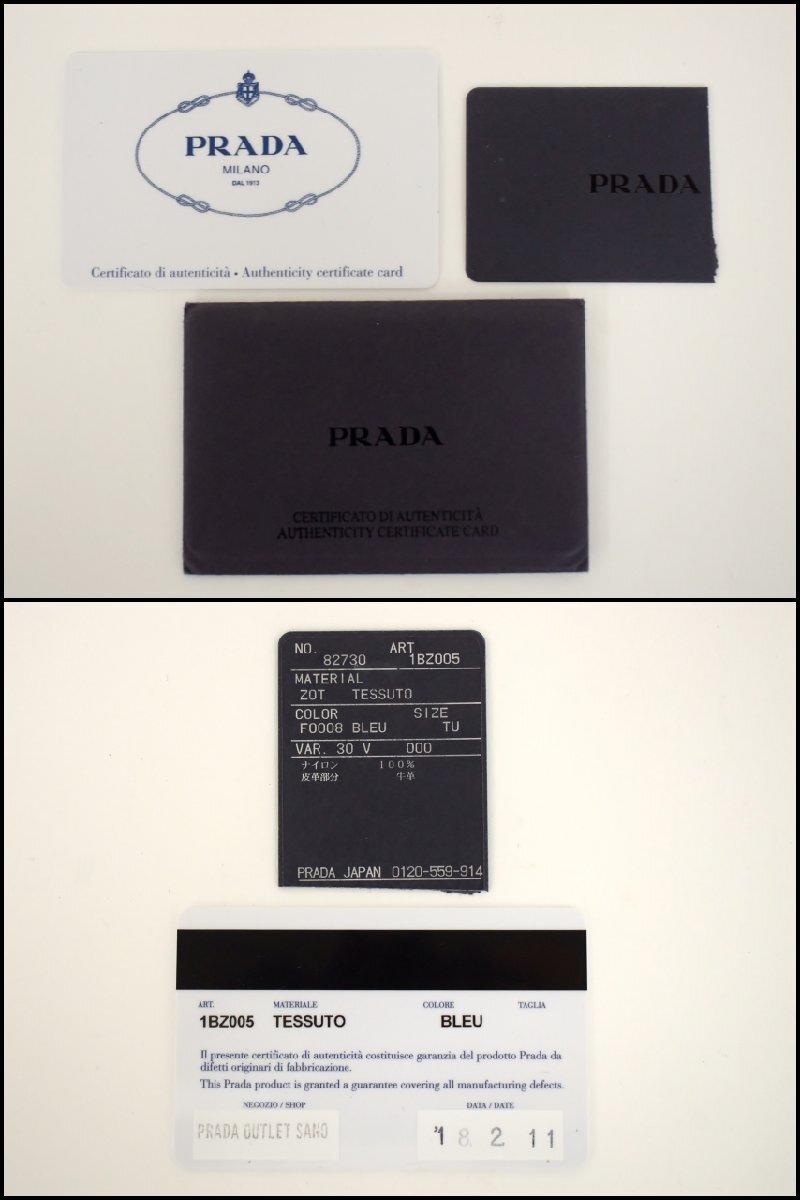 PRADA
MILANO
DAL 1913
Certificato di autenticità • Authenticity certificate card
PRADA
PRADA
CERTIFICATO DI AUTENTICITÀ
AUTHENTICITY CERTIFICATE CARD
NO. ART
82730 1BZ005
MATERIAL
ZOT TESSUTO
COLOR SIZE
F0008 BLEU TU
VAR. 30 V 000
ナイロン 100%
皮革部分 牛革
PRADA JAPAN 0120-559-914
ART. MATERIALE COLORE TAGLIA
1BZ005 TESSUTO BLEU
Il presente certificato di autenticità costituisce garanzia del prodotto Prada da
difetti originari di fabbricazione.
This Prada product is granted a guarantee covering all manufacturing defects.
NEGOZIO / SHOP DATA / DATE
PRADA OUTLET SANO '18 2 11